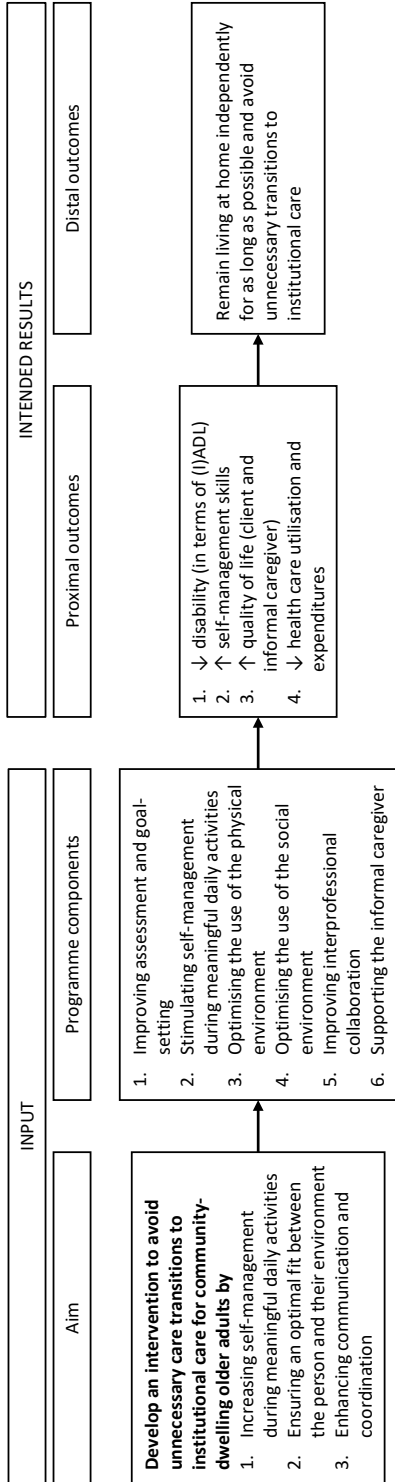 INPUT
INTENDED RESULTS
Aim
Programme components
Proximal outcomes
Distal outcomes
Develop an intervention to avoid
unnecessary care transitions to
institutional care for community-
dwelling older adults by
1. Increasing self-management
during meaningful daily activities
2. Ensuring an optimal fit between
the person and their environment
3. Enhancing communication and
coordination
1. Improving assessment and goal-
setting
2. Stimulating self-management
during meaningful daily activities
3. Optimising the use of the physical
environment
4. Optimising the use of the social
environment
5. Improving interprofessional
collaboration
6. Supporting the informal caregiver
1. ↓ disability (in terms of (I)ADL)
2. ↑ self-management skills
3. ↑ quality of life (client and
informal caregiver)
4. ↓ health care utilisation and
expenditures
Remain living at home independently
for as long as possible and avoid
unnecessary transitions to
institutional care